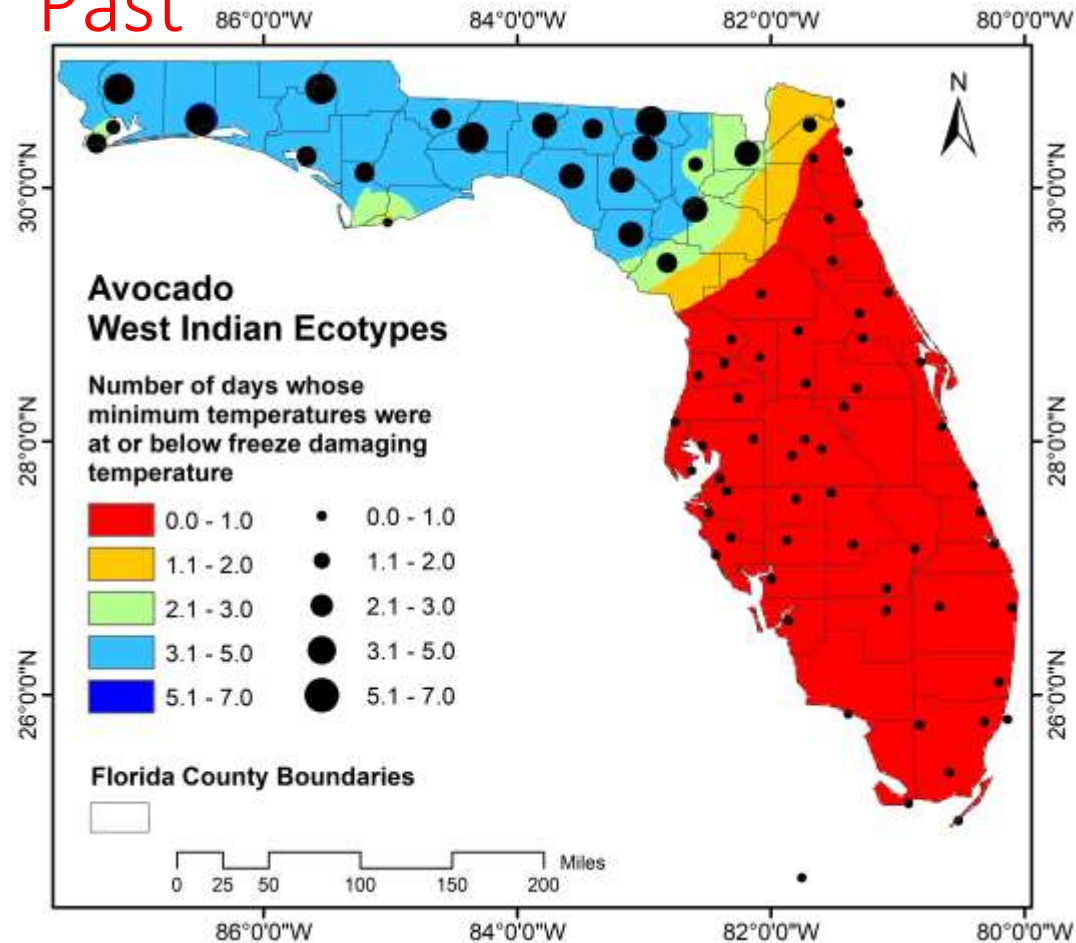 Past
86°0'0"W 84°0'0"W 82°0'0"W 80°0'0"W
N
30°0'0"N 30°0'0"N
Avocado
West Indian Ecotypes
Number of days whose
minimum temperatures were
at or below freeze damaging
temperature
28°0'0"N 28°0'0"N
0.0 - 1.0 0.0 - 1.0
1.1 - 2.0 1.1 - 2.0
2.1 - 3.0 2.1 - 3.0
3.1 - 5.0 3.1 - 5.0
5.1 - 7.0 5.1 - 7.0
26°0'0"N 26°0'0"N
Florida County Boundaries
Miles
0 25 50 100 150 200
86°0'0"W 84°0'0"W 82°0'0"W 80°0'0"W